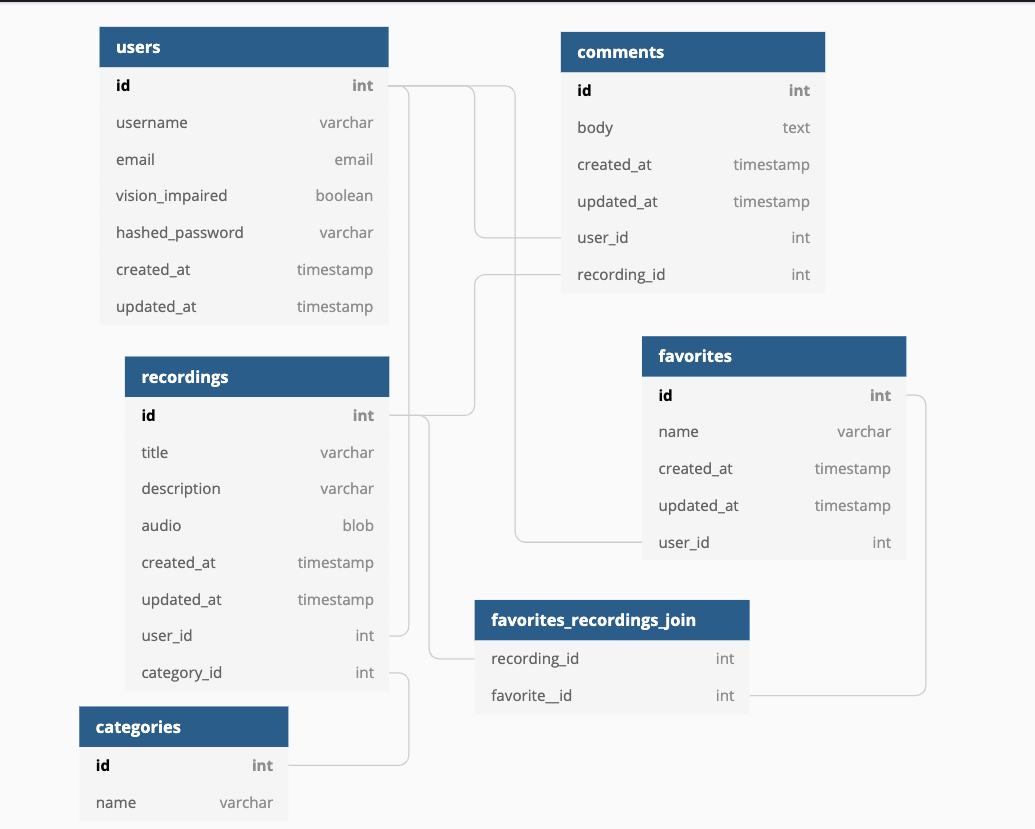 users
id int
username varchar
email email
vision_impaired boolean
hashed_password varchar
created_at timestamp
updated_at timestamp
comments
id int
body text
created_at timestamp
updated_at timestamp
user_id int
recording_id int
recordings
id int
title varchar
description varchar
audio blob
created_at timestamp
updated_at timestamp
user_id int
category_id int
favorites
id int
name varchar
created_at timestamp
updated_at timestamp
user_id int
favorites_recordings_join
recording_id int
favorite__id int
categories
id int
name varchar